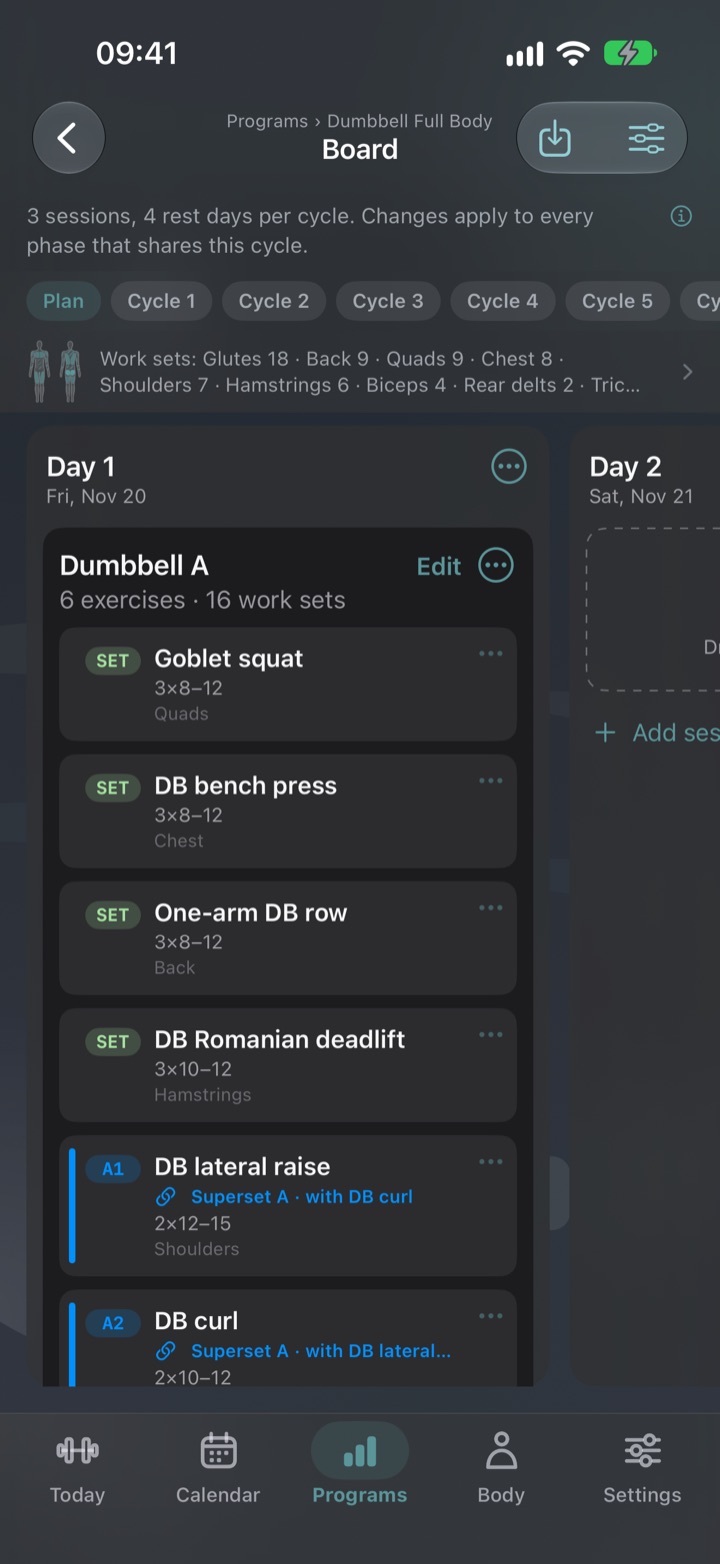 09:41
Programs › Dumbbell Full Body
Board
3 sessions, 4 rest days per cycle. Changes apply to every
phase that shares this cycle.
Plan
Cycle 1
Cycle 2
Cycle 3
Cycle 4
Cycle 5
Cy
Work sets: Glutes 18 · Back 9 · Quads 9 · Chest 8 ·
Shoulders 7 · Hamstrings 6 · Biceps 4 · Rear delts 2 · Tric...
Day 1
Fri, Nov 20
Dumbbell A
Edit
6 exercises · 16 work sets
SET
Goblet squat
3×8–12
Quads
SET
DB bench press
3×8–12
Chest
SET
One-arm DB row
3×8–12
Back
SET
DB Romanian deadlift
3×10–12
Hamstrings
A1
DB lateral raise
Superset A · with DB curl
2×12–15
Shoulders
A2
DB curl
Superset A · with DB lateral...
2×10–12
Day 2
Sat, Nov 21
+ Add ses
Today
Calendar
Programs
Body
Settings